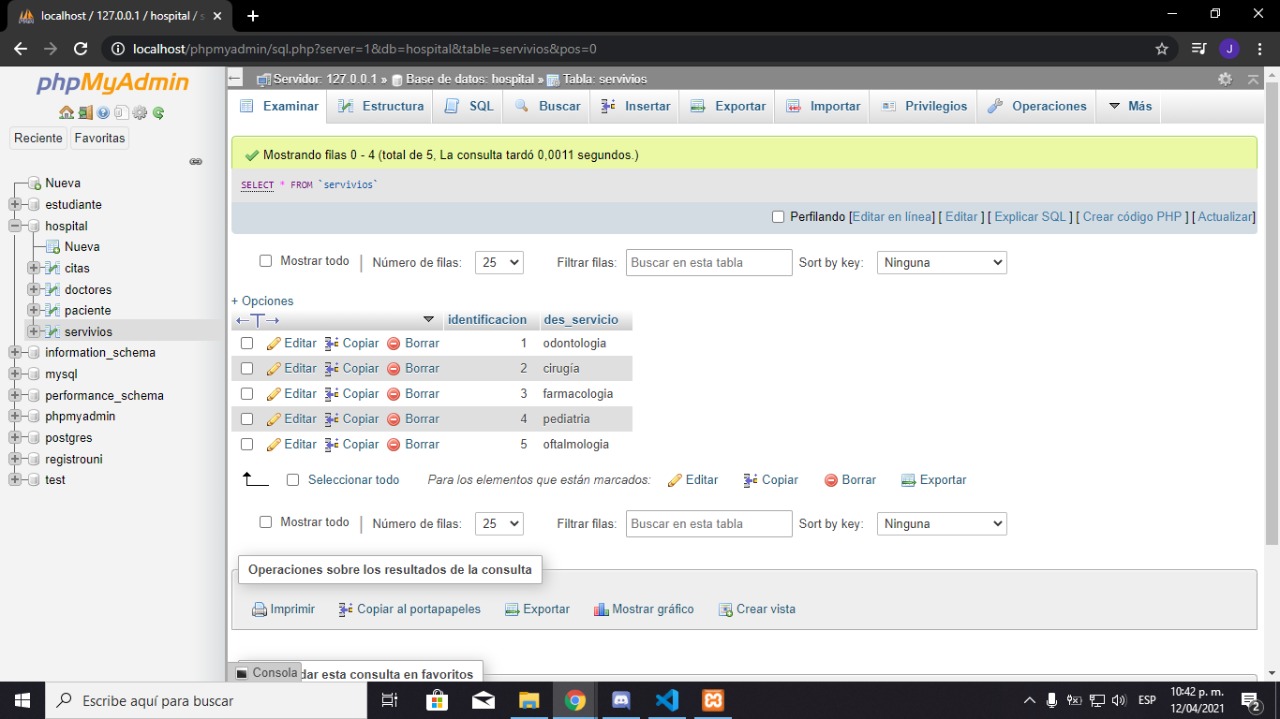 localhost / 127.0.0.1 / hospital / s
localhost/phpmyadmin/sql.php?server=1&db=hospital&table=servivios&pos=0
J
phpMyAdmin
Reciente Favoritas
Nueva
estudiante
hospital
Nueva
citas
doctores
paciente
servivios
information_schema
mysql
performance_schema
phpmyadmin
postgres
registrouni
test
Servidor: 127.0.0.1 » Base de datos: hospital » Tabla: servivios
Examinar Estructura SQL Buscar Insertar Exportar Importar Privilegios Operaciones Más
Mostrando filas 0 - 4 (total de 5, La consulta tardó 0,0011 segundos.)
SELECT * FROM `servivios`
Perfilando [Editar en línea] [ Editar ] [ Explicar SQL ] [ Crear código PHP ] [ Actualizar]
Mostrar todo | Número de filas: 25 Filtrar filas: Buscar en esta tabla Sort by key: Ninguna
+ Opciones
←T→ identificacion des_servicio
Editar Copiar Borrar 1 odontologia
Editar Copiar Borrar 2 cirugía
Editar Copiar Borrar 3 farmacologia
Editar Copiar Borrar 4 pediatria
Editar Copiar Borrar 5 oftalmologia
Seleccionar todo Para los elementos que están marcados: Editar Copiar Borrar Exportar
Mostrar todo | Número de filas: 25 Filtrar filas: Buscar en esta tabla Sort by key: Ninguna
Operaciones sobre los resultados de la consulta
Imprimir Copiar al portapapeles Exportar Mostrar gráfico Crear vista
Consola dar esta consulta en favoritos
Escribe aquí para buscar
ESP
10:42 p. m.
12/04/2021
2